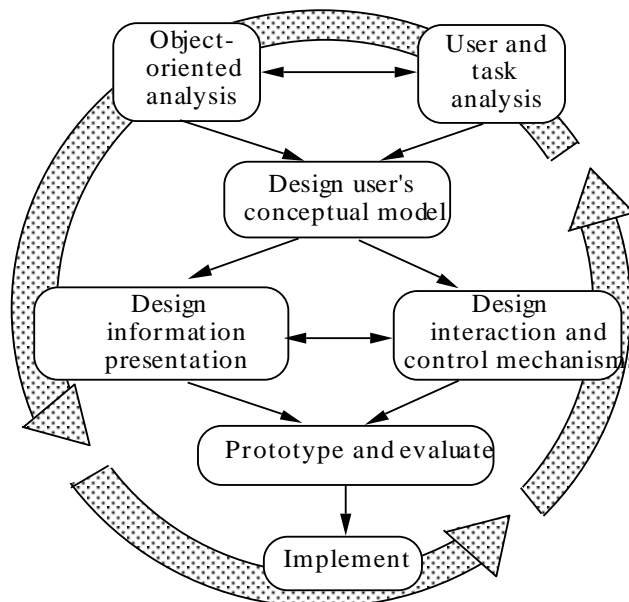 Object-
oriented
analysis
User and
task
analysis
Design user's
conceptual model
Design
information
presentation
Design
interaction and
control mechanism
Prototype and evaluate
Implement